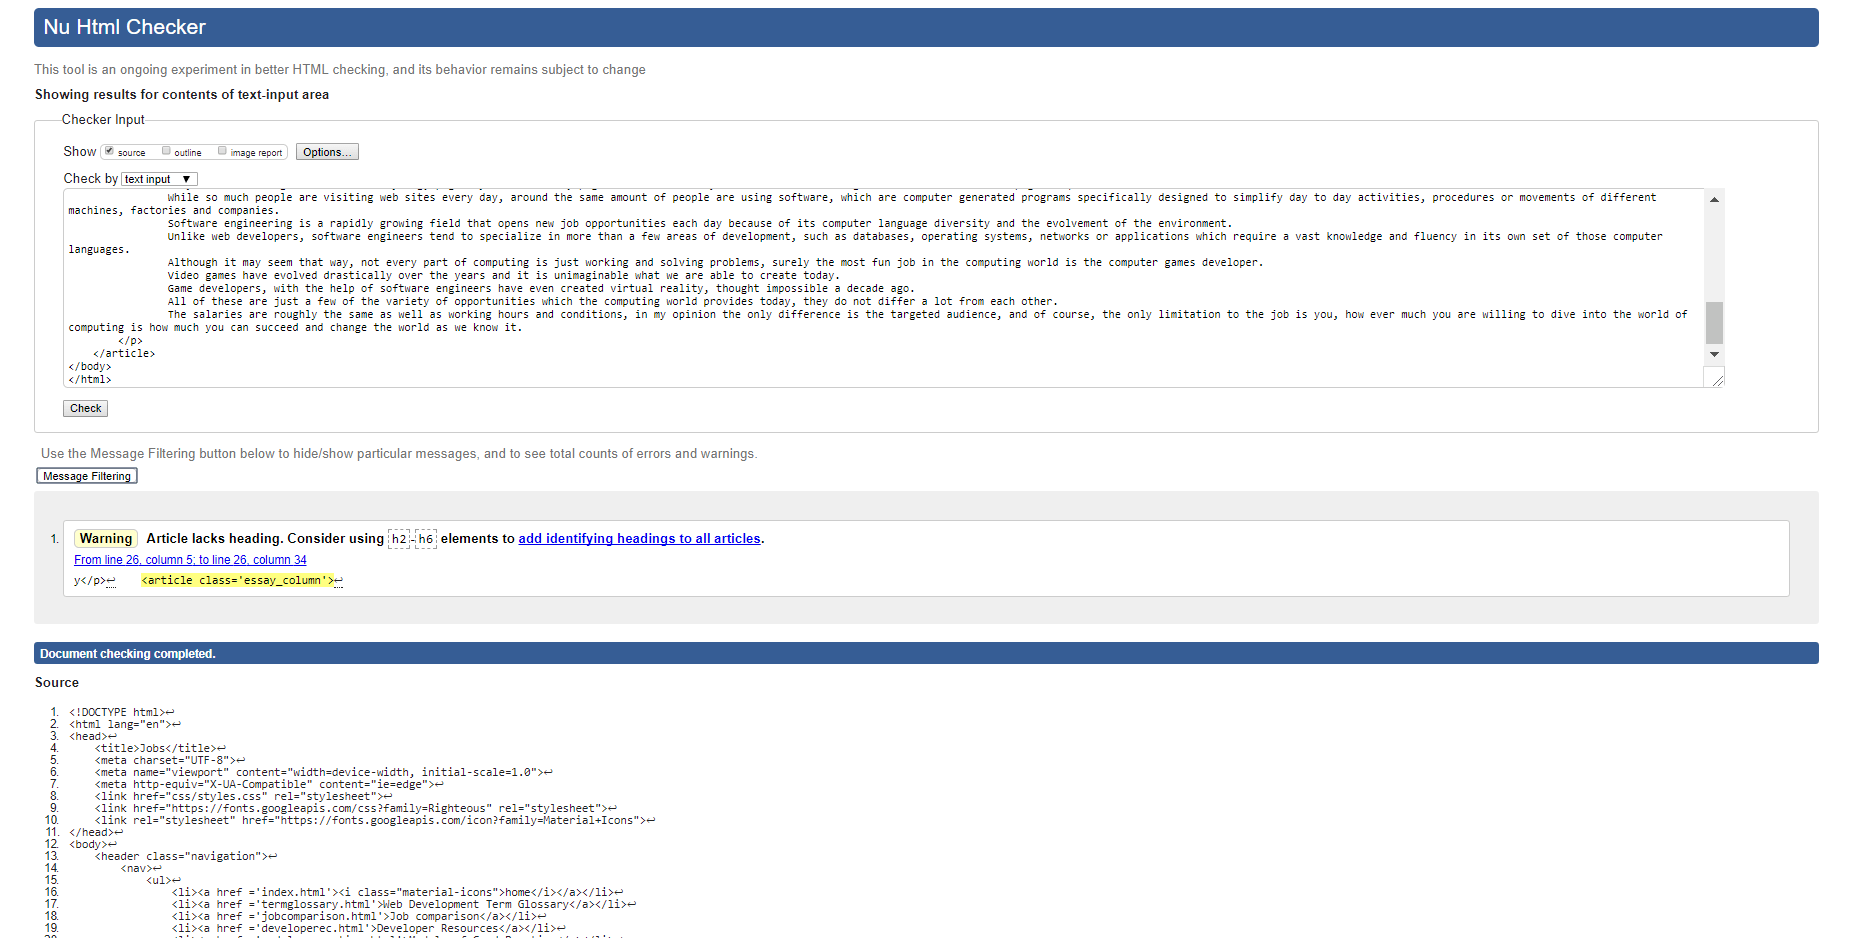 Nu Html Checker
This tool is an ongoing experiment in better HTML checking, and its behavior remains subject to change
Showing results for contents of text-input area
Checker Input
Show source outline image report Options...
Check by text input ▼
While so much people are visiting web sites every day, around the same amount of people are using software, which are computer generated programs specifically designed to simplify day to day activities, procedures or movements of different
machines, factories and companies.
Software engineering is a rapidly growing field that opens new job opportunities each day because of its computer language diversity and the evolvement of the environment.
Unlike web developers, software engineers tend to specialize in more than a few areas of development, such as databases, operating systems, networks or applications which require a vast knowledge and fluency in its own set of those computer
languages.
Although it may seem that way, not every part of computing is just working and solving problems, surely the most fun job in the computing world is the computer games developer.
Video games have evolved drastically over the years and it is unimaginable what we are able to create today.
Game developers, with the help of software engineers have even created virtual reality, thought impossible a decade ago.
All of these are just a few of the variety of opportunities which the computing world provides today, they do not differ a lot from each other.
The salaries are roughly the same as well as working hours and conditions, in my opinion the only difference is the targeted audience, and of course, the only limitation to the job is you, how ever much you are willing to dive into the world of
computing is how much you can succeed and change the world as we know it.
</p>
</article>
</body>
</html>
Check
Use the Message Filtering button below to hide/show particular messages, and to see total counts of errors and warnings.
Message Filtering
1. Warning Article lacks heading. Consider using h2-h6 elements to add identifying headings to all articles.
From line 26, column 5; to line 26, column 34
y</p>↩ <article class='essay_column'>↩
Document checking completed.
Source
1. <!DOCTYPE html>↩
2. <html lang="en">↩
3. <head>↩
4. <title>Jobs</title>↩
5. <meta charset="UTF-8">↩
6. <meta name="viewport" content="width=device-width, initial-scale=1.0">↩
7. <meta http-equiv="X-UA-Compatible" content="ie=edge">↩
8. <link href="css/styles.css" rel="stylesheet">↩
9. <link href="https://fonts.googleapis.com/css?family=Righteous" rel="stylesheet">↩
10. <link rel="stylesheet" href="https://fonts.googleapis.com/icon?family=Material+Icons">↩
11. </head>↩
12. <body>↩
13. <header class="navigation">↩
14. <nav>↩
15. <ul>↩
16. <li><a href ='index.html'><i class="material-icons">home</i></a></li>↩
17. <li><a href ='termglossary.html'>Web Development Term Glossary</a></li>↩
18. <li><a href ='jobcomparison.html'>Job comparison</a></li>↩
19. <li><a href ='developerec.html'>Developer Resources</a></li>↩